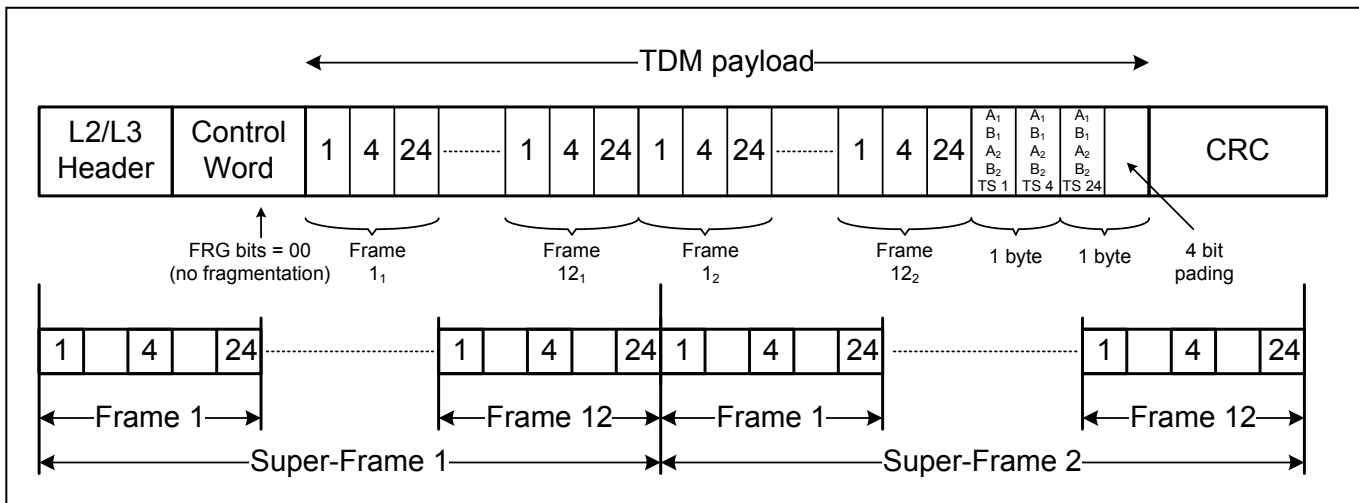 TDM payload
L2/L3 Header
Control Word
1 4 24 1 4 24 1 4 24 1 4 24
A₁ B₁ A₂ B₂ TS 1
A₁ B₁ A₂ B₂ TS 4
A₁ B₁ A₂ B₂ TS 24
CRC
FRG bits = 00
(no fragmentation)
Frame 1₁
Frame 12₁
Frame 1₂
Frame 12₂
1 byte
1 byte
4 bit pading
1 4 24 1 4 24 1 4 24 1 4 24
Frame 1 Frame 12 Frame 1 Frame 12
Super-Frame 1 Super-Frame 2